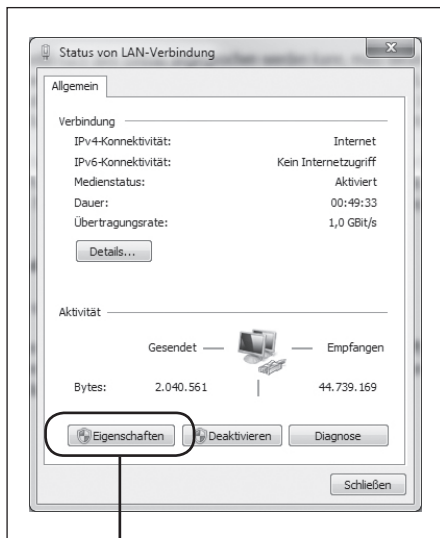 Status von LAN-Verbindung
Allgemein
Verbindung
IPv4-Konnektivität: Internet
IPv6-Konnektivität: Kein Internetzugriff
Medienstatus: Aktiviert
Dauer: 00:49:33
Übertragungsrate: 1,0 GBit/s
Details...
Aktivität
Gesendet Empfangen
Bytes: 2.040.561 44.739.169
Eigenschaften Deaktivieren Diagnose
Schließen